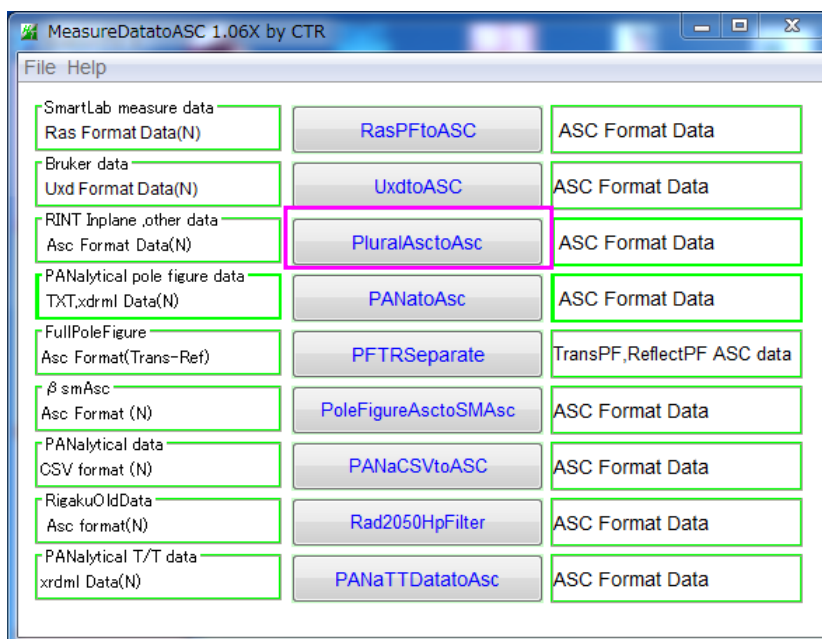 MeasureDatatoASC 1.06X by CTR
File Help
SmartLab measure data
Ras Format Data(N)
RasPFtoASC
ASC Format Data
Bruker data
Uxd Format Data(N)
UxdtoASC
ASC Format Data
RINT Inplane ,other data
Asc Format Data(N)
PluralAsctoAsc
ASC Format Data
PANalytical pole figure data
TXT,xdrml Data(N)
PANatoAsc
ASC Format Data
FullPoleFigure
Asc Format(Trans-Ref)
PFTRSeparate
TransPF,ReflectPF ASC data
β smAsc
Asc Format (N)
PoleFigureAsctoSMAsc
ASC Format Data
PANalytical data
CSV format (N)
PANaCSVtoASC
ASC Format Data
RigakuOldData
Asc format(N)
Rad2050HpFilter
ASC Format Data
PANalytical T/T data
xrdml Data(N)
PANaTTDatatoAsc
ASC Format Data